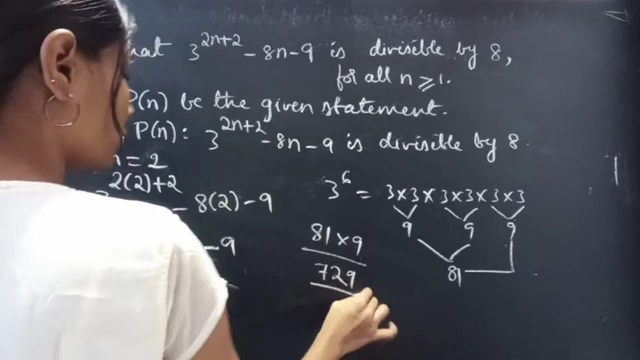 that 3^{2n+2} - 8n - 9 is divisible by 8,
for all n ⩾ 1.
P(n) be the given statement.
P(n): 3^{2n+2} - 8n - 9 is divisible by 8.
n = 2
2(2)+2 - 8(2) - 9
3^6 = 3×3×3×3×3×3
9 9 9
- 9
81×9
81
729